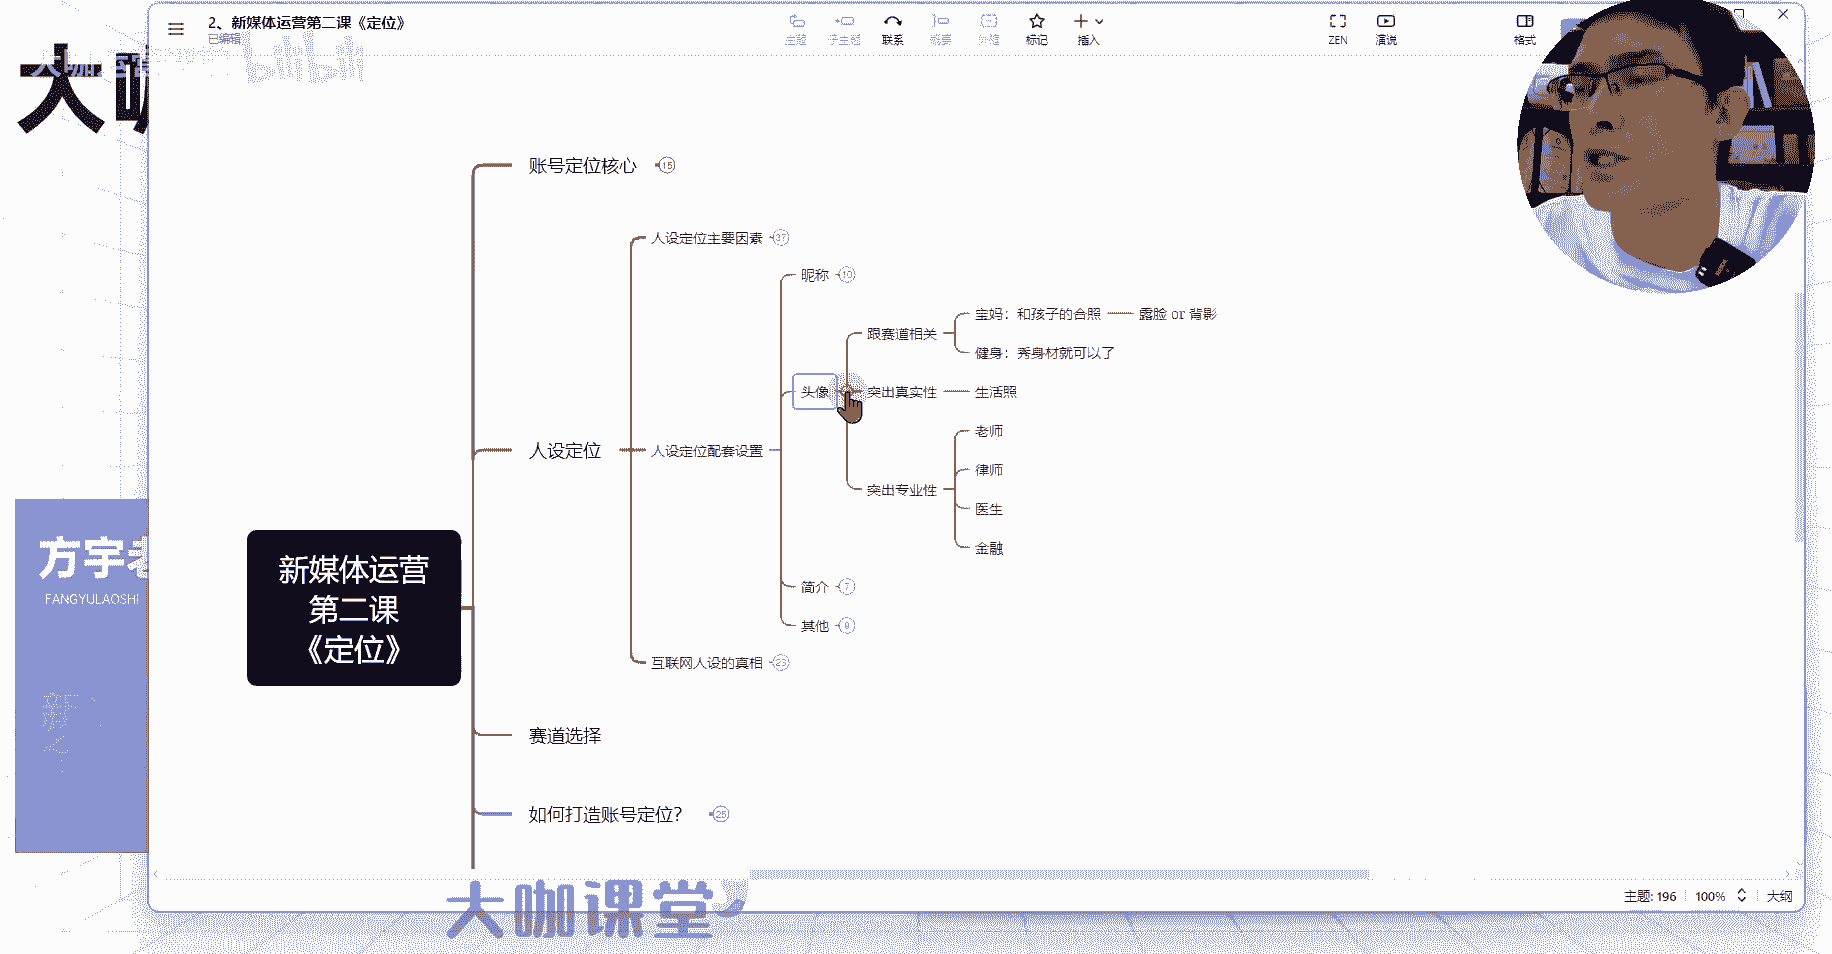 2、新媒体运营第二课《定位》
已编辑
主题
子主题
联系
概要
外框
标记
插入
ZEN
演说
格式
大咖运营
bilibili
账号定位核心 15
人设定位主要因素 37
昵称 10
跟赛道相关
宝妈：和孩子的合照
露脸 or 背影
健身：秀身材就可以了
头像
突出真实性
生活照
老师
人设定位
人设定位配套设置
律师
突出专业性
医生
金融
方宇老
FANGYULAOSHI
新媒体运营
第二课
《定位》
简介 7
其他 9
互联网人设的真相 23
赛道选择
如何打造账号定位？ 25
主题: 196
100%
大纲
大咖课堂